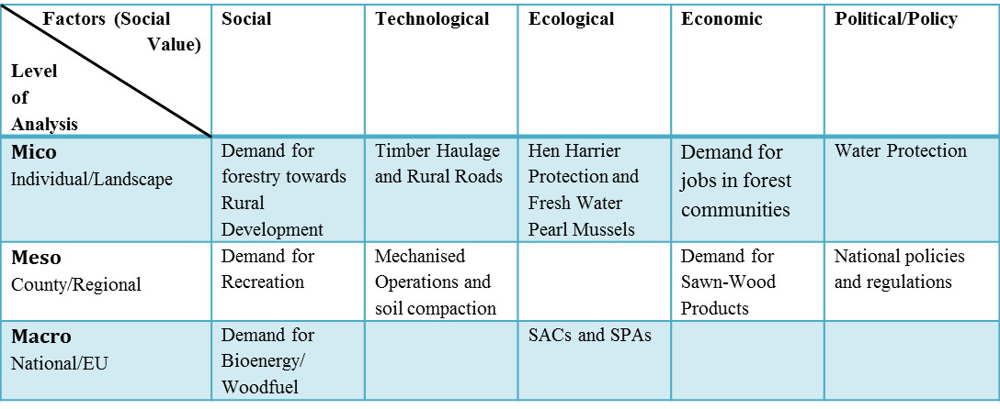 Factors (Social
Value)
Level
of
Analysis
Social
Technological
Ecological
Economic
Political/Policy
Mico
Individual/Landscape
Demand for
forestry towards
Rural
Development
Timber Haulage
and Rural Roads
Hen Harrier
Protection and
Fresh Water
Pearl Mussels
Demand for
jobs in forest
communities
Water Protection
Meso
County/Regional
Demand for
Recreation
Mechanised
Operations and
soil compaction
Demand for
Sawn-Wood
Products
National policies
and regulations
Macro
National/EU
Demand for
Bioenergy/
Woodfuel
SACs and SPAs